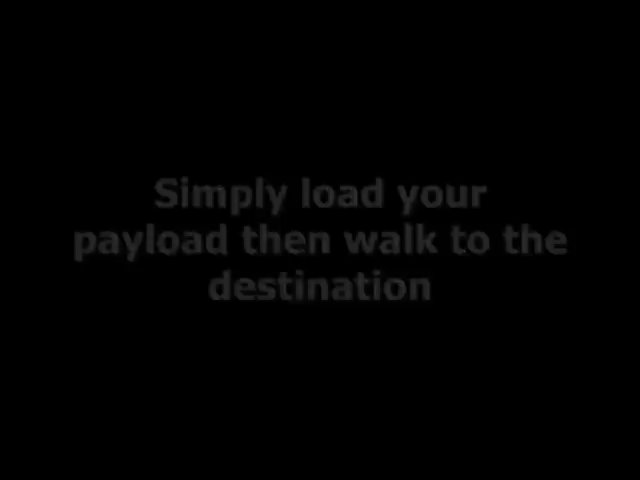 Simply load your
payload then walk to the
destination